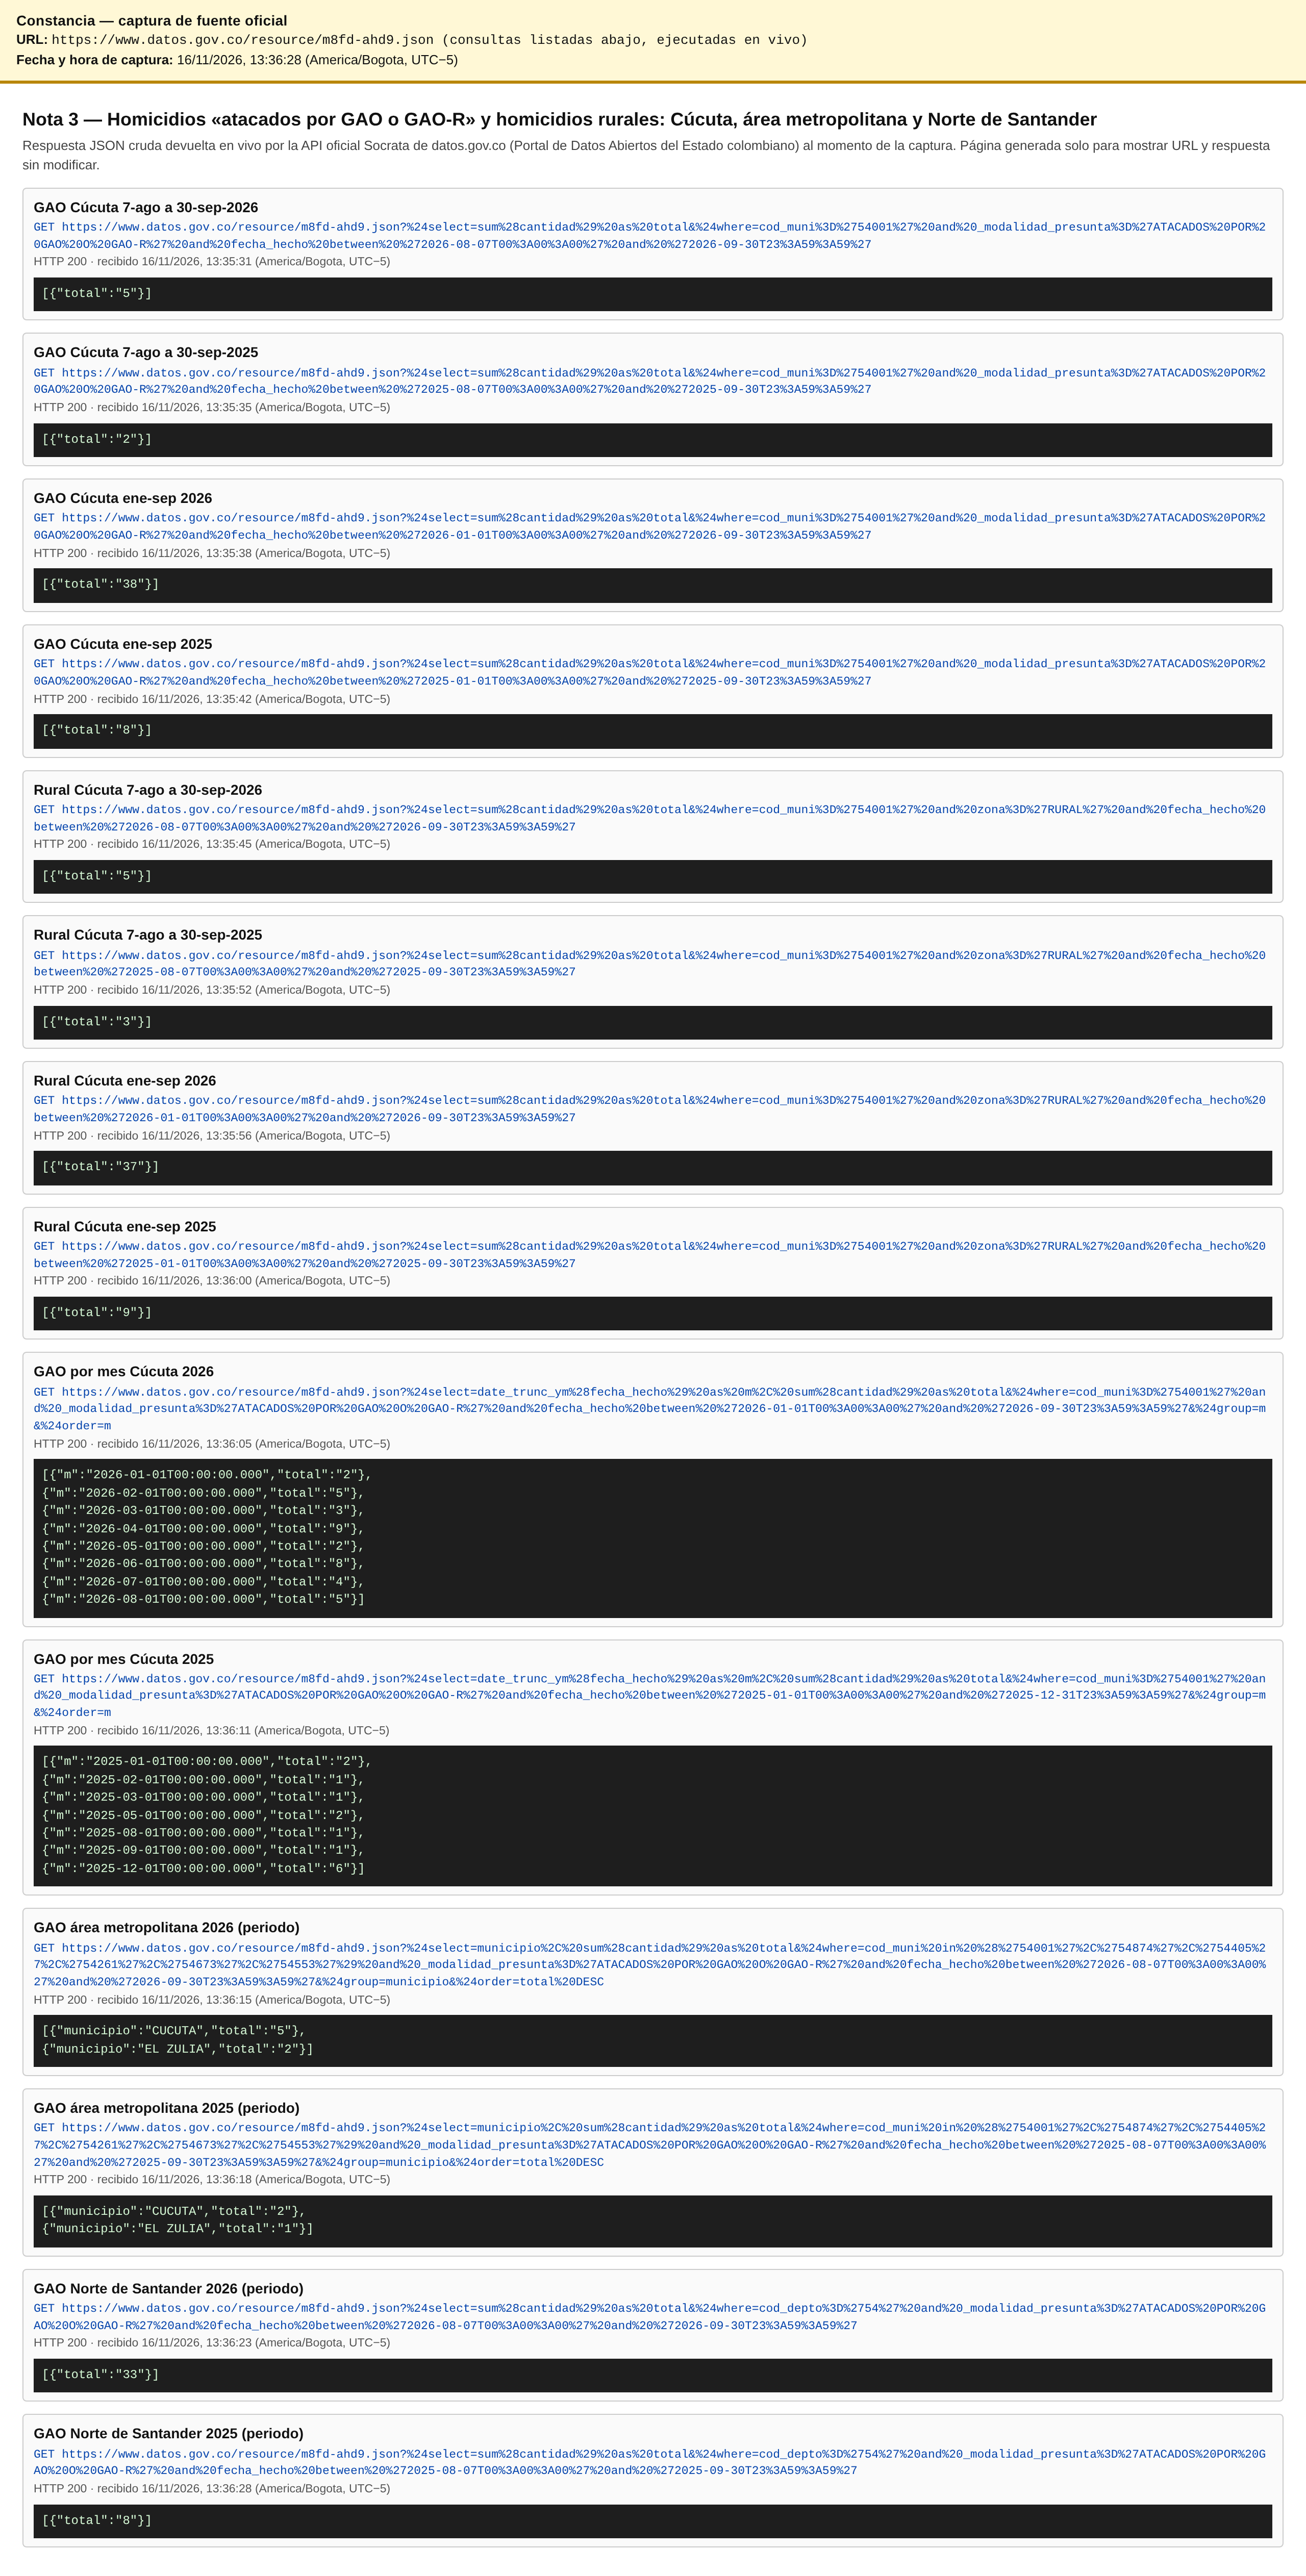 Constancia — captura de fuente oficial
URL: https://www.datos.gov.co/resource/m8fd-ahd9.json (consultas listadas abajo, ejecutadas en vivo)
Fecha y hora de captura: 16/11/2026, 13:36:28 (America/Bogota, UTC−5)
Nota 3 — Homicidios «atacados por GAO o GAO-R» y homicidios rurales: Cúcuta, área metropolitana y Norte de Santander
Respuesta JSON cruda devuelta en vivo por la API oficial Socrata de datos.gov.co (Portal de Datos Abiertos del Estado colombiano) al momento de la captura. Página generada solo para mostrar URL y respuesta
sin modificar.
GAO Cúcuta 7-ago a 30-sep-2026
GET https://www.datos.gov.co/resource/m8fd-ahd9.json?%24select=sum%28cantidad%29%20as%20total&%24where=cod_muni%3D%2754001%27%20and%20_modalidad_presunta%3D%27ATACADOS%20POR%2
0GAO%20O%20GAO-R%27%20and%20fecha_hecho%20between%20%272026-08-07T00%3A00%3A00%27%20and%20%272026-09-30T23%3A59%3A59%27
HTTP 200 · recibido 16/11/2026, 13:35:31 (America/Bogota, UTC−5)
[{"total":"5"}]
GAO Cúcuta 7-ago a 30-sep-2025
GET https://www.datos.gov.co/resource/m8fd-ahd9.json?%24select=sum%28cantidad%29%20as%20total&%24where=cod_muni%3D%2754001%27%20and%20_modalidad_presunta%3D%27ATACADOS%20POR%2
0GAO%20O%20GAO-R%27%20and%20fecha_hecho%20between%20%272025-08-07T00%3A00%3A00%27%20and%20%272025-09-30T23%3A59%3A59%27
HTTP 200 · recibido 16/11/2026, 13:35:35 (America/Bogota, UTC−5)
[{"total":"2"}]
GAO Cúcuta ene-sep 2026
GET https://www.datos.gov.co/resource/m8fd-ahd9.json?%24select=sum%28cantidad%29%20as%20total&%24where=cod_muni%3D%2754001%27%20and%20_modalidad_presunta%3D%27ATACADOS%20POR%2
0GAO%20O%20GAO-R%27%20and%20fecha_hecho%20between%20%272026-01-01T00%3A00%3A00%27%20and%20%272026-09-30T23%3A59%3A59%27
HTTP 200 · recibido 16/11/2026, 13:35:38 (America/Bogota, UTC−5)
[{"total":"38"}]
GAO Cúcuta ene-sep 2025
GET https://www.datos.gov.co/resource/m8fd-ahd9.json?%24select=sum%28cantidad%29%20as%20total&%24where=cod_muni%3D%2754001%27%20and%20_modalidad_presunta%3D%27ATACADOS%20POR%2
0GAO%20O%20GAO-R%27%20and%20fecha_hecho%20between%20%272025-01-01T00%3A00%3A00%27%20and%20%272025-09-30T23%3A59%3A59%27
HTTP 200 · recibido 16/11/2026, 13:35:42 (America/Bogota, UTC−5)
[{"total":"8"}]
Rural Cúcuta 7-ago a 30-sep-2026
GET https://www.datos.gov.co/resource/m8fd-ahd9.json?%24select=sum%28cantidad%29%20as%20total&%24where=cod_muni%3D%2754001%27%20and%20zona%3D%27RURAL%27%20and%20fecha_hecho%20
between%20%272026-08-07T00%3A00%3A00%27%20and%20%272026-09-30T23%3A59%3A59%27
HTTP 200 · recibido 16/11/2026, 13:35:45 (America/Bogota, UTC−5)
[{"total":"5"}]
Rural Cúcuta 7-ago a 30-sep-2025
GET https://www.datos.gov.co/resource/m8fd-ahd9.json?%24select=sum%28cantidad%29%20as%20total&%24where=cod_muni%3D%2754001%27%20and%20zona%3D%27RURAL%27%20and%20fecha_hecho%20
between%20%272025-08-07T00%3A00%3A00%27%20and%20%272025-09-30T23%3A59%3A59%27
HTTP 200 · recibido 16/11/2026, 13:35:52 (America/Bogota, UTC−5)
[{"total":"3"}]
Rural Cúcuta ene-sep 2026
GET https://www.datos.gov.co/resource/m8fd-ahd9.json?%24select=sum%28cantidad%29%20as%20total&%24where=cod_muni%3D%2754001%27%20and%20zona%3D%27RURAL%27%20and%20fecha_hecho%20
between%20%272026-01-01T00%3A00%3A00%27%20and%20%272026-09-30T23%3A59%3A59%27
HTTP 200 · recibido 16/11/2026, 13:35:56 (America/Bogota, UTC−5)
[{"total":"37"}]
Rural Cúcuta ene-sep 2025
GET https://www.datos.gov.co/resource/m8fd-ahd9.json?%24select=sum%28cantidad%29%20as%20total&%24where=cod_muni%3D%2754001%27%20and%20zona%3D%27RURAL%27%20and%20fecha_hecho%20
between%20%272025-01-01T00%3A00%3A00%27%20and%20%272025-09-30T23%3A59%3A59%27
HTTP 200 · recibido 16/11/2026, 13:36:00 (America/Bogota, UTC−5)
[{"total":"9"}]
GAO por mes Cúcuta 2026
GET https://www.datos.gov.co/resource/m8fd-ahd9.json?%24select=date_trunc_ym%28fecha_hecho%29%20as%20m%2C%20sum%28cantidad%29%20as%20total&%24where=cod_muni%3D%2754001%27%20an
d%20_modalidad_presunta%3D%27ATACADOS%20POR%20GAO%20O%20GAO-R%27%20and%20fecha_hecho%20between%20%272026-01-01T00%3A00%3A00%27%20and%20%272026-09-30T23%3A59%3A59%27&%24group=m
&%24order=m
HTTP 200 · recibido 16/11/2026, 13:36:05 (America/Bogota, UTC−5)
[{"m":"2026-01-01T00:00:00.000","total":"2"},
{"m":"2026-02-01T00:00:00.000","total":"5"},
{"m":"2026-03-01T00:00:00.000","total":"3"},
{"m":"2026-04-01T00:00:00.000","total":"9"},
{"m":"2026-05-01T00:00:00.000","total":"2"},
{"m":"2026-06-01T00:00:00.000","total":"8"},
{"m":"2026-07-01T00:00:00.000","total":"4"},
{"m":"2026-08-01T00:00:00.000","total":"5"}]
GAO por mes Cúcuta 2025
GET https://www.datos.gov.co/resource/m8fd-ahd9.json?%24select=date_trunc_ym%28fecha_hecho%29%20as%20m%2C%20sum%28cantidad%29%20as%20total&%24where=cod_muni%3D%2754001%27%20an
d%20_modalidad_presunta%3D%27ATACADOS%20POR%20GAO%20O%20GAO-R%27%20and%20fecha_hecho%20between%20%272025-01-01T00%3A00%3A00%27%20and%20%272025-12-31T23%3A59%3A59%27&%24group=m
&%24order=m
HTTP 200 · recibido 16/11/2026, 13:36:11 (America/Bogota, UTC−5)
[{"m":"2025-01-01T00:00:00.000","total":"2"},
{"m":"2025-02-01T00:00:00.000","total":"1"},
{"m":"2025-03-01T00:00:00.000","total":"1"},
{"m":"2025-05-01T00:00:00.000","total":"2"},
{"m":"2025-08-01T00:00:00.000","total":"1"},
{"m":"2025-09-01T00:00:00.000","total":"1"},
{"m":"2025-12-01T00:00:00.000","total":"6"}]
GAO área metropolitana 2026 (periodo)
GET https://www.datos.gov.co/resource/m8fd-ahd9.json?%24select=municipio%2C%20sum%28cantidad%29%20as%20total&%24where=cod_muni%20in%20%28%2754001%27%2C%2754874%27%2C%2754405%2
7%2C%2754261%27%2C%2754673%27%2C%2754553%27%29%20and%20_modalidad_presunta%3D%27ATACADOS%20POR%20GAO%20O%20GAO-R%27%20and%20fecha_hecho%20between%20%272026-08-07T00%3A00%3A00%
27%20and%20%272026-09-30T23%3A59%3A59%27&%24group=municipio&%24order=total%20DESC
HTTP 200 · recibido 16/11/2026, 13:36:15 (America/Bogota, UTC−5)
[{"municipio":"CUCUTA","total":"5"},
{"municipio":"EL ZULIA","total":"2"}]
GAO área metropolitana 2025 (periodo)
GET https://www.datos.gov.co/resource/m8fd-ahd9.json?%24select=municipio%2C%20sum%28cantidad%29%20as%20total&%24where=cod_muni%20in%20%28%2754001%27%2C%2754874%27%2C%2754405%2
7%2C%2754261%27%2C%2754673%27%2C%2754553%27%29%20and%20_modalidad_presunta%3D%27ATACADOS%20POR%20GAO%20O%20GAO-R%27%20and%20fecha_hecho%20between%20%272025-08-07T00%3A00%3A00%
27%20and%20%272025-09-30T23%3A59%3A59%27&%24group=municipio&%24order=total%20DESC
HTTP 200 · recibido 16/11/2026, 13:36:18 (America/Bogota, UTC−5)
[{"municipio":"CUCUTA","total":"2"},
{"municipio":"EL ZULIA","total":"1"}]
GAO Norte de Santander 2026 (periodo)
GET https://www.datos.gov.co/resource/m8fd-ahd9.json?%24select=sum%28cantidad%29%20as%20total&%24where=cod_depto%3D%2754%27%20and%20_modalidad_presunta%3D%27ATACADOS%20POR%20G
AO%20O%20GAO-R%27%20and%20fecha_hecho%20between%20%272026-08-07T00%3A00%3A00%27%20and%20%272026-09-30T23%3A59%3A59%27
HTTP 200 · recibido 16/11/2026, 13:36:23 (America/Bogota, UTC−5)
[{"total":"33"}]
GAO Norte de Santander 2025 (periodo)
GET https://www.datos.gov.co/resource/m8fd-ahd9.json?%24select=sum%28cantidad%29%20as%20total&%24where=cod_depto%3D%2754%27%20and%20_modalidad_presunta%3D%27ATACADOS%20POR%20G
AO%20O%20GAO-R%27%20and%20fecha_hecho%20between%20%272025-08-07T00%3A00%3A00%27%20and%20%272025-09-30T23%3A59%3A59%27
HTTP 200 · recibido 16/11/2026, 13:36:28 (America/Bogota, UTC−5)
[{"total":"8"}]